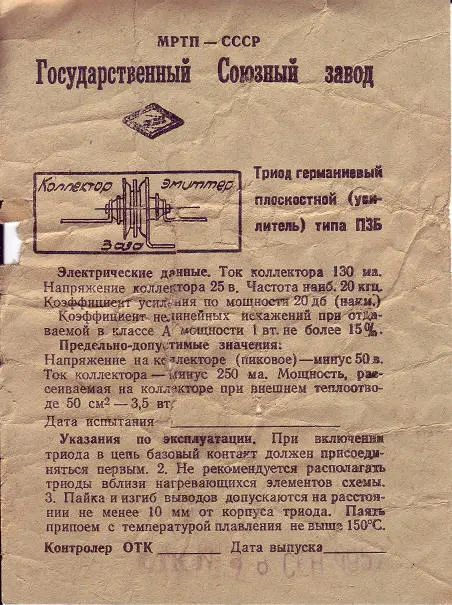 МРТП — СССР
Государственный Союзный завод
Коллектор Эмиттер
База
Триод германиевый
плоскостной (уси-
литель) типа П3Б
Электрические данные. Ток коллектора 130 ма.
Напряжение коллектора 25 в. Частота наиб. 20 кгц.
Коэффициент усиления по мощности 20 дб (наим.)
Коэффициент нелинейных искажений при отда-
ваемой в классе А мощности 1 вт. не более 15%.
Предельно-допустимые значения:
Напряжение на коллекторе (пиковое)—минус 50 в.
Ток коллектора—минус 250 ма. Мощность, рас-
сеиваемая на коллекторе при внешнем теплоотво-
де 50 см² — 3,5 вт.
Дата испытания
Указания по эксплуатации. При включении
триода в цепь базовый контакт должен присоеди-
няться первым. 2. Не рекомендуется располагать
триоды вблизи нагревающихся элементов схемы.
3. Пайка и изгиб выводов допускаются на расстоя-
нии не менее 10 мм от корпуса триода. Паять
припоем с температурой плавления не выше 150°С.
Контролер ОТК Дата выпуска